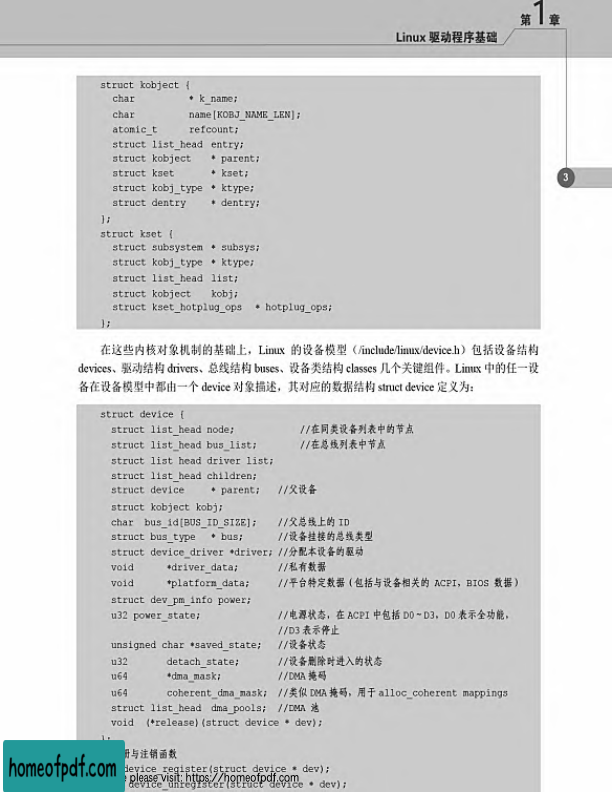 第1章
Linux 驱动程序基础
struct kobject {
char * k_name;
char name[KOBJ_NAME_LEN];
atomic_t refcount;
struct list_head entry;
struct kobject * parent;
struct kset * kset;
struct kobj_type * ktype;
struct dentry * dentry;
};
3
struct kset {
struct subsystem * subsys;
struct kobj_type * ktype;
struct list_head list;
struct kobject kobj;
struct kset_hotplug_ops * hotplug_ops;
};
在这些内核对象机制的基础上，Linux 的设备模型（/include/linux/device.h）包括设备结构
devices、驱动结构 drivers、总线结构 buses、设备类结构 classes 几个关键组件。Linux 中的任一设
备在设备模型中都由一个 device 对象描述，其对应的数据结构 struct device 定义为：
struct device {
struct list_head node; //在同类设备列表中的节点
struct list_head bus_list; //在总线列表中节点
struct list head driver list;
struct list_head children;
struct device * parent; //父设备
struct kobject kobj;
char bus_id[BUS_ID_SIZE]; //父总线上的 ID
struct bus_type * bus; //设备挂接的总线类型
struct device_driver *driver; //分配本设备的驱动
void *driver_data; //私有数据
void *platform_data; //平台特定数据（包括与设备相关的 ACPI，BIOS 数据）
struct dev_pm_info power;
u32 power_state; //电源状态，在 ACPI 中包括 D0～D3，D0 表示全功能，
//D3 表示停止
unsigned char *saved_state; //设备状态
u32 detach_state; //设备删除时进入的状态
u64 *dma_mask; //DMA 掩码
u64 coherent_dma_mask; //类似 DMA 掩码，用于 alloc_coherent mappings
struct list_head dma_pools; //DMA 池
void (*release)(struct device * dev);
};
册与注销函数
device_register(struct device * dev);
homeofpdf.com
please visit: https://homeofpdf.com
device_unregister(struct device * dev);